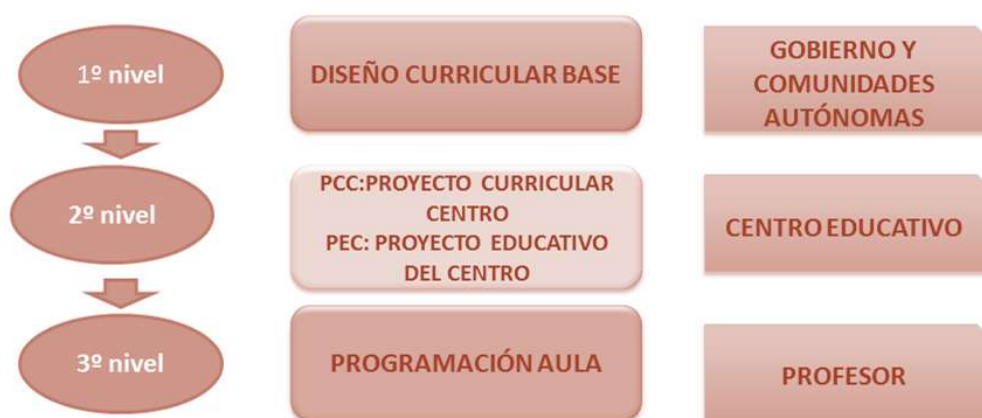 1º nivel
DISEÑO CURRICULAR BASE
GOBIERNO Y
COMUNIDADES
AUTÓNOMAS
2º nivel
PCC:PROYECTO CURRICULAR
CENTRO
PEC: PROYECTO EDUCATIVO
DEL CENTRO
CENTRO EDUCATIVO
3º nivel
PROGRAMACIÓN AULA
PROFESOR